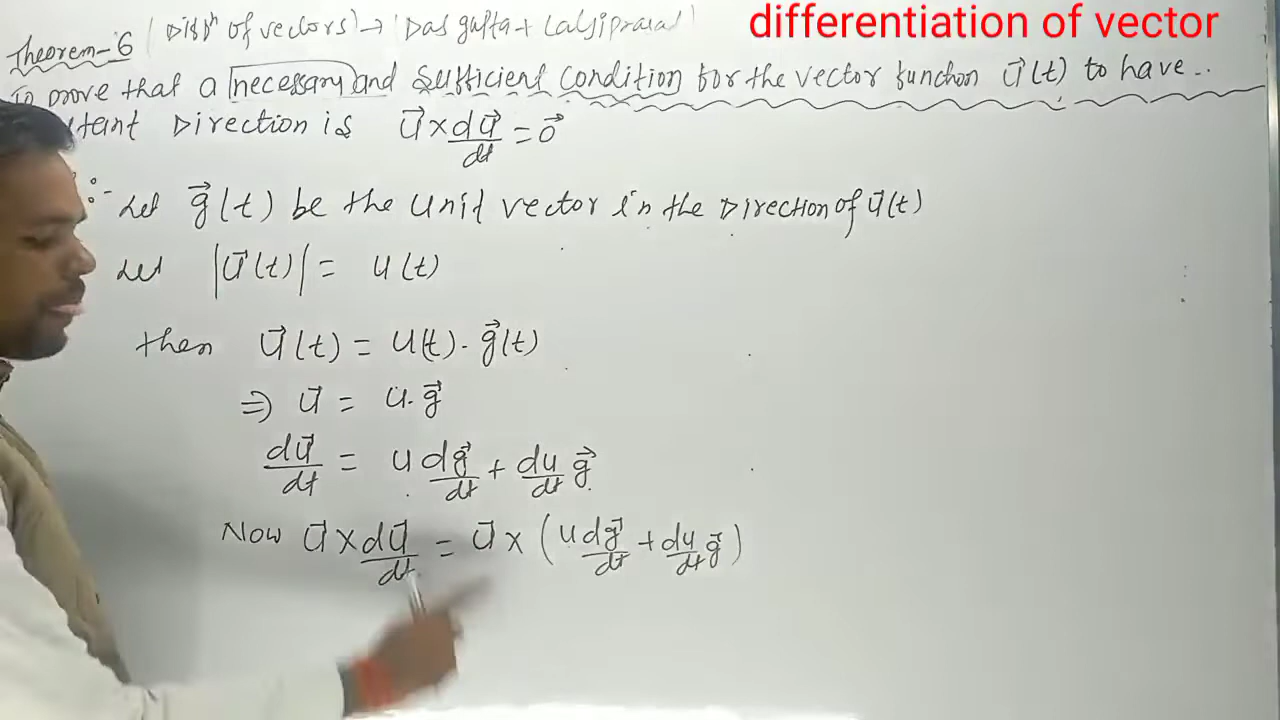 differentiation of vector
Theorem-6 (Diffⁿ of vectors) → (Das gupta + Laljiprasad)
To prove that a necessary and sufficient condition for the vector function u⃗(t) to have..
stant Direction is u⃗ × du⃗/dt = o⃗
:- Let g⃗(t) be the unit vector in the Direction of u⃗(t)
Let |u⃗(t)| = u(t)
then u⃗(t) = u(t). g⃗(t)
⇒ u⃗ = u. g⃗
du⃗/dt = u dg⃗/dt + du/dt g⃗
Now u⃗ × du⃗/dt = u⃗ × (u dg⃗/dt + du/dt g⃗)